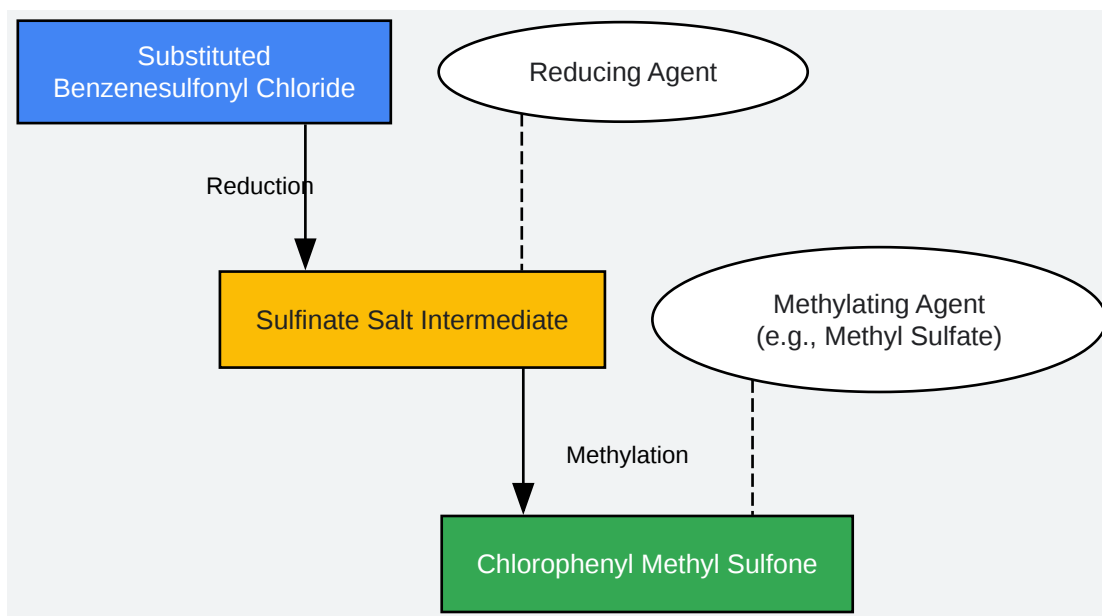 Substituted
Benzenesulfonyl Chloride
Reducing Agent
Reduction
Sulfinate Salt Intermediate
Methylating Agent
(e.g., Methyl Sulfate)
Methylation
Chlorophenyl Methyl Sulfone